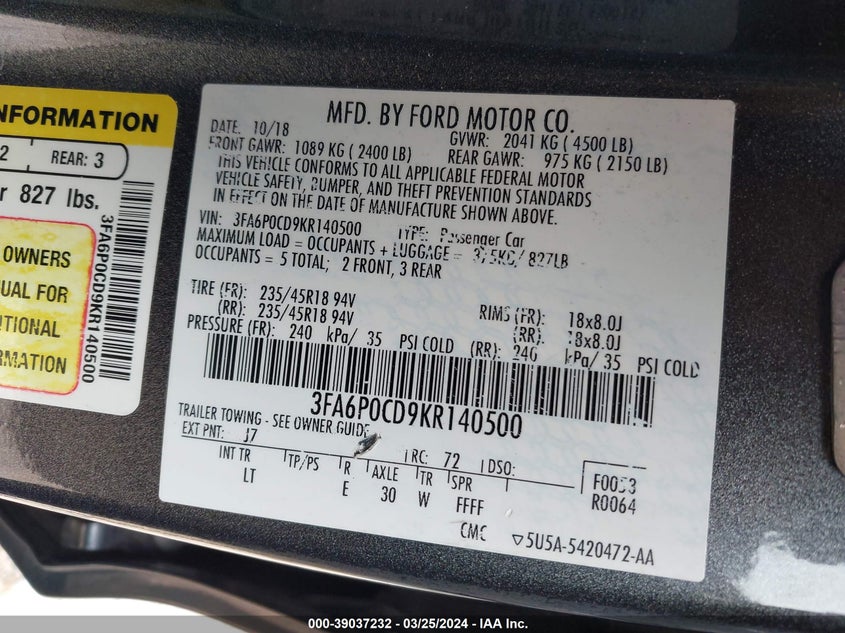 NFORMATION
2 REAR: 3
r 827 lbs.
OWNERS
UAL FOR
ITIONAL
RMATION
3FA6P0CD9KR140500
MFD. BY FORD MOTOR CO.
DATE: 10/18 GVWR: 2041 KG ( 4500 LB)
FRONT GAWR: 1089 KG ( 2400 LB) REAR GAWR: 975 KG ( 2150 LB)
THIS VEHICLE CONFORMS TO ALL APPLICABLE FEDERAL MOTOR
VEHICLE SAFETY, BUMPER, AND THEFT PREVENTION STANDARDS
IN EFFECT ON THE DATE OF MANUFACTURE SHOWN ABOVE.
VIN: 3FA6P0CD9KR140500 TYPE: Passenger Car
MAXIMUM LOAD = OCCUPANTS + LUGGAGE = 375KG/ 827LB
OCCUPANTS = 5 TOTAL; 2 FRONT, 3 REAR
TIRE (FR): 235/45R18 94V RIMS (FR): 18x8.0J
(RR): 235/45R18 94V (RR): 18x8.0J
PRESSURE (FR): 240 kPa/ 35 PSI COLD (RR): 240 kPa/ 35 PSI COLD
3FA6P0CD9KR140500
TRAILER TOWING - SEE OWNER GUIDE
EXT PNT: J7 RC: 72 DSO:
INT TR TP/PS R AXLE TR SPR
LT E 30 W FFFF
F0053
R0064
CMC 5U5A-5420472-AA
000-39037232 — 03/25/2024 — IAA Inc.